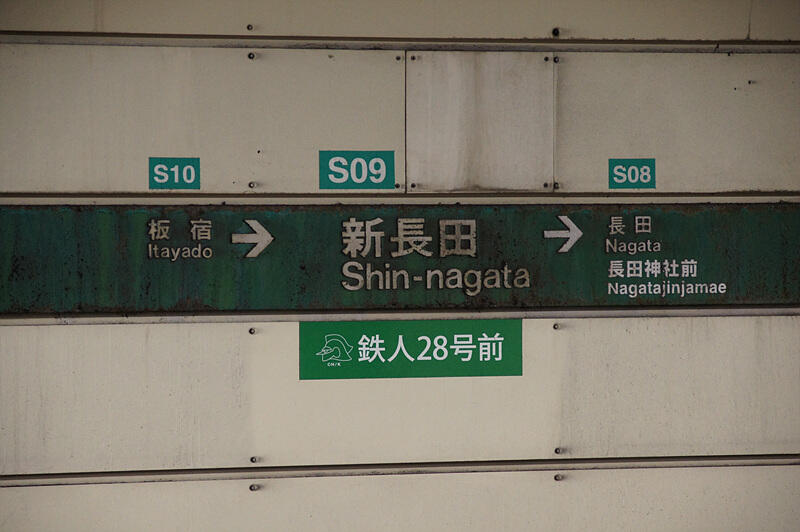 S10
S09
S08
板宿
Itayado
新長田
Shin-nagata
長田
Nagata
長田神社前
Nagatajinjamae
鉄人28号前